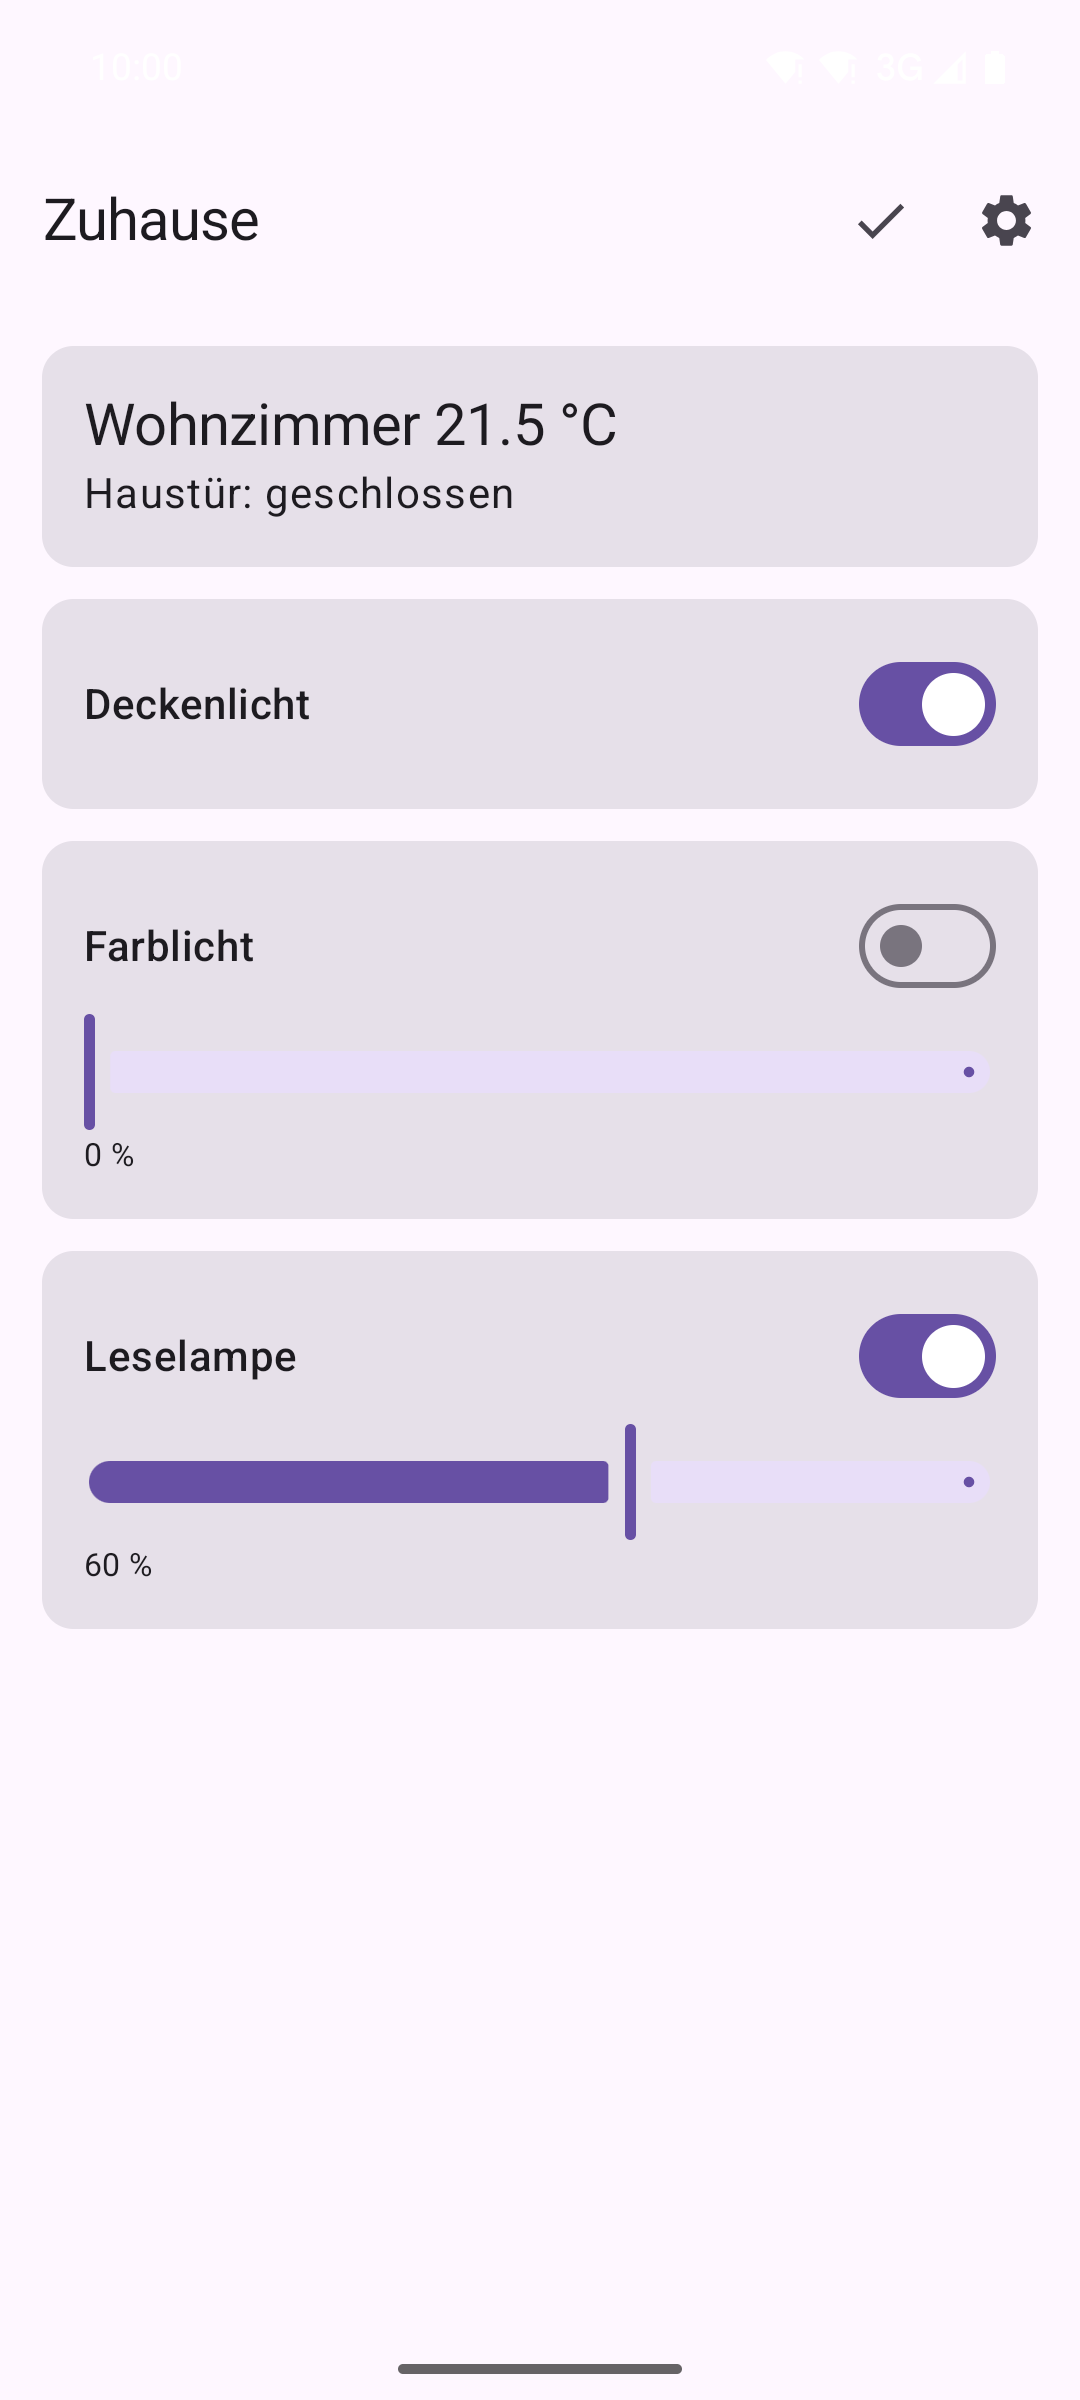 10:00
3G
Zuhause
Wohnzimmer 21.5 °C
Haustür: geschlossen
Deckenlicht
Farblicht
0 %
Leselampe
60 %